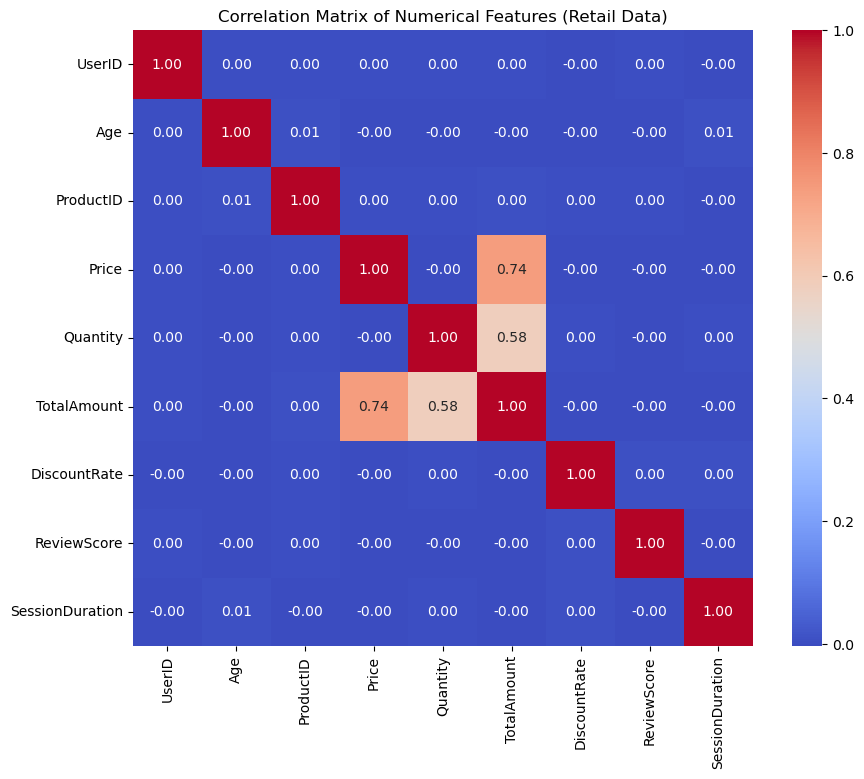 Correlation Matrix of Numerical Features (Retail Data)
UserID 1.00 0.00 0.00 0.00 0.00 0.00 -0.00 0.00 -0.00
Age 0.00 1.00 0.01 -0.00 -0.00 -0.00 -0.00 -0.00 0.01
ProductID 0.00 0.01 1.00 0.00 0.00 0.00 0.00 0.00 -0.00
Price 0.00 -0.00 0.00 1.00 -0.00 0.74 -0.00 -0.00 -0.00
Quantity 0.00 -0.00 0.00 -0.00 1.00 0.58 0.00 -0.00 0.00
TotalAmount 0.00 -0.00 0.00 0.74 0.58 1.00 -0.00 -0.00 -0.00
DiscountRate -0.00 -0.00 0.00 -0.00 0.00 -0.00 1.00 0.00 0.00
ReviewScore 0.00 -0.00 0.00 -0.00 -0.00 -0.00 0.00 1.00 -0.00
SessionDuration -0.00 0.01 -0.00 -0.00 0.00 -0.00 0.00 -0.00 1.00
UserID
Age
ProductID
Price
Quantity
TotalAmount
DiscountRate
ReviewScore
SessionDuration
1.0
0.8
0.6
0.4
0.2
0.0